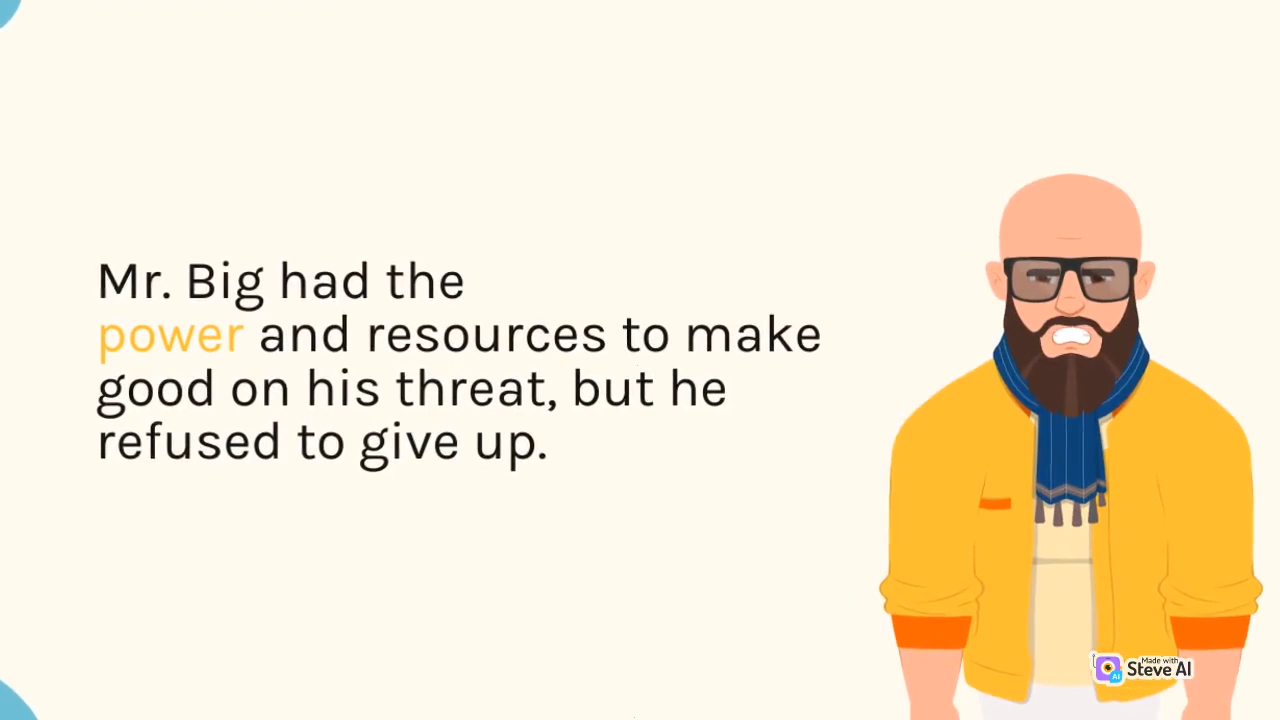 Mr. Big had the
power and resources to make
good on his threat, but he
refused to give up.
Made with
Steve AI
AI